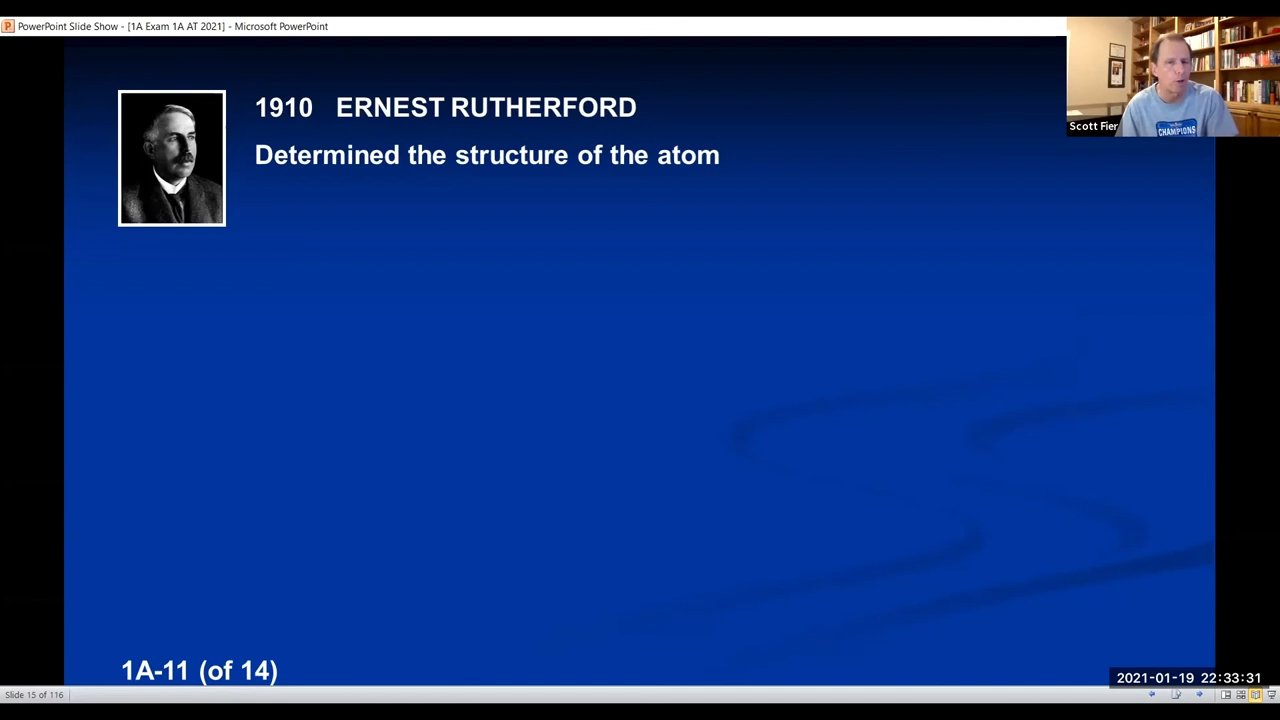 PowerPoint Slide Show - [1A Exam 1A AT 2021] - Microsoft PowerPoint
1910 ERNEST RUTHERFORD
Determined the structure of the atom
Scott Fier
CHAMPIONS
1A-11 (of 14)
2021-01-19 22:33:31
Slide 15 of 116